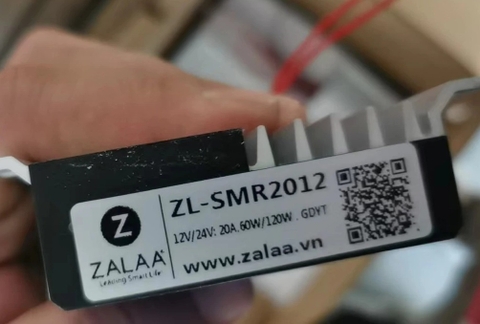 Z
ZALAA
Leading Smart Life!
ZL-SMR2012
12V/24V: 20A, 60W/120W . GDYT
www.zalaa.vn